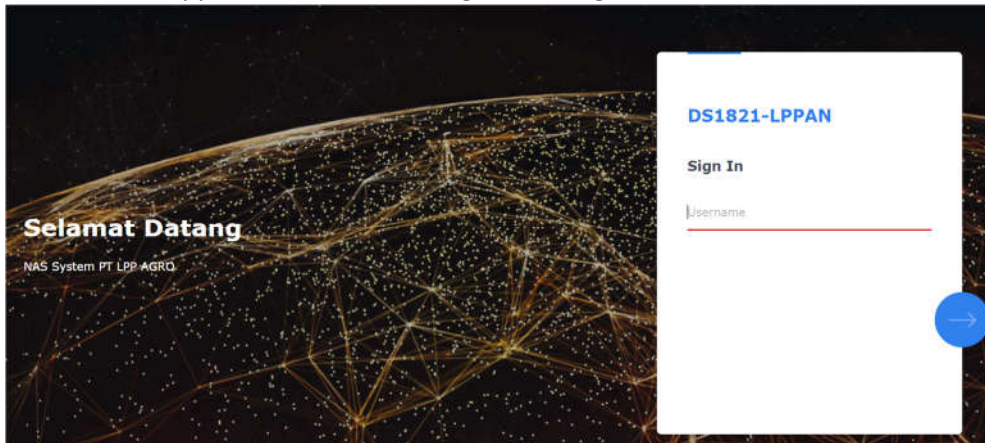 Selamat Datang
NAS System PT LPP AGRO
DS1821-LPPAN
Sign In
Username